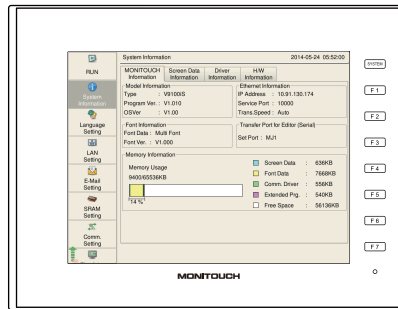 System Information 2014-05-24 05:52:00
SYSTEM
RUN
MONITOUCH Information
Screen Data Information
Driver Information
H/W Information
System Information
Model Information
Type : V9100iS
Program Ver. : V1.010
OSVer : V1.00
Ethernet Information
IP Address : 10.91.130.174
Service Port : 10000
Trans.Speed : Auto
F 1
Language Setting
Font Information
Font Data : Multi Font
Font Ver. : V1.000
Transfer Port for Editor (Serial)
Set Port : MJ1
F 2
LAN Setting
F 3
Memory Information
Memory Usage
9400/65536KB
14 %
Screen Data : 636KB
Font Data : 7668KB
Comm. Driver : 556KB
Extended Prg. : 540KB
Free Space : 56136KB
E-Mail Setting
F 4
SRAM Setting
F 5
Comm. Setting
F 6
F 7
MONITOUCH